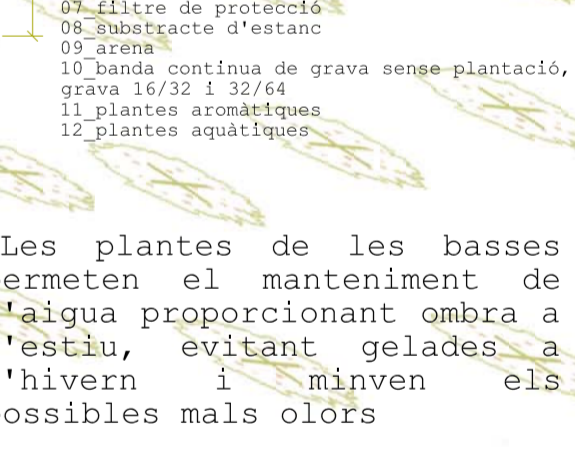 07_filtre de protecció
08_substracte d'estanc
09_arena
10_banda continua de grava sense plantació,
grava 16/32 i 32/64
11_plantes aromàtiques
12_plantes aquàtiques
Les plantes de les basses
ermeten el manteniment de
'aigua proporcionant ombra a
'estiu, evitant gelades a
'hivern i minven els
ossibles mals olors